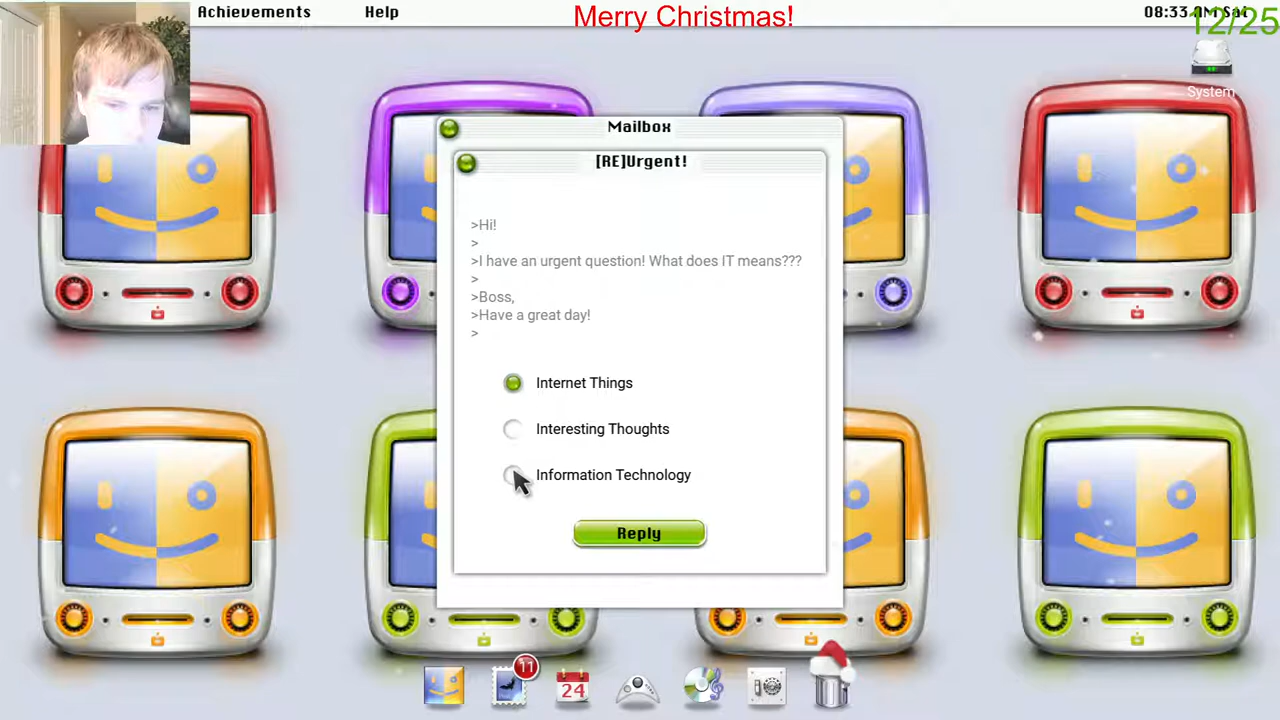 Achievements Help Merry Christmas! 08:33 AM Sat
12/25
System
Mailbox
[RE]Urgent!
>Hi!
>
>I have an urgent question! What does IT means???
>
>Boss,
>Have a great day!
>
Internet Things
Interesting Thoughts
Information Technology
Reply
11
24